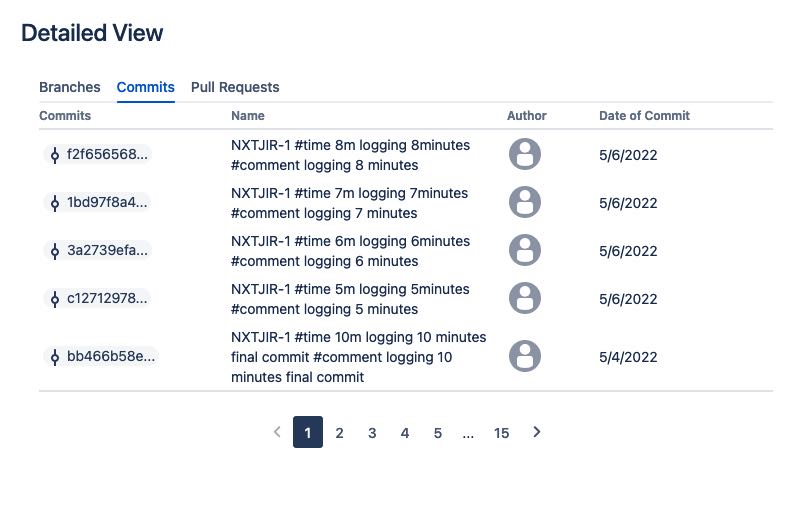 Detailed View
Branches Commits Pull Requests
Commits Name Author Date of Commit
f2f656568... NXTJIR-1 #time 8m logging 8minutes 5/6/2022
#comment logging 8 minutes
1bd97f8a4... NXTJIR-1 #time 7m logging 7minutes 5/6/2022
#comment logging 7 minutes
3a2739efa... NXTJIR-1 #time 6m logging 6minutes 5/6/2022
#comment logging 6 minutes
c12712978... NXTJIR-1 #time 5m logging 5minutes 5/6/2022
#comment logging 5 minutes
bb466b58e... NXTJIR-1 #time 10m logging 10 minutes 5/4/2022
final commit #comment logging 10
minutes final commit
1 2 3 4 5 ... 15